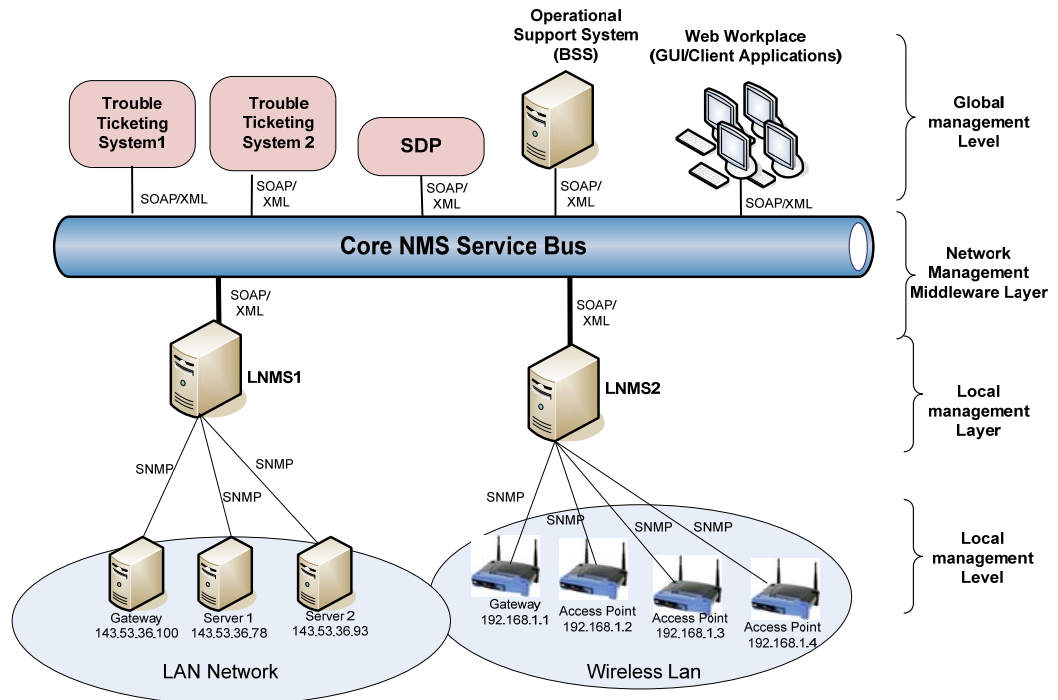 Operational
Support System
(BSS)
Web Workplace
(GUI/Client Applications)
Trouble
Ticketing
System1
Trouble
Ticketing
System 2
SDP
Global
management
Level
SOAP/XML
SOAP/
XML
SOAP/
XML
SOAP/
XML
SOAP/XML
Core NMS Service Bus
Network
Management
Middleware Layer
SOAP/
XML
SOAP/
XML
LNMS1
LNMS2
Local
management
Layer
SNMP
SNMP
SNMP
SNMP
SNMP
SNMP
SNMP
Local
management
Level
Gateway
143.53.36.100
Server 1
143.53.36.78
Server 2
143.53.36.93
Gateway
192.168.1.1
Access Point
192.168.1.2
Access Point
192.168.1.3
Access Point
192.168.1.4
LAN Network
Wireless Lan